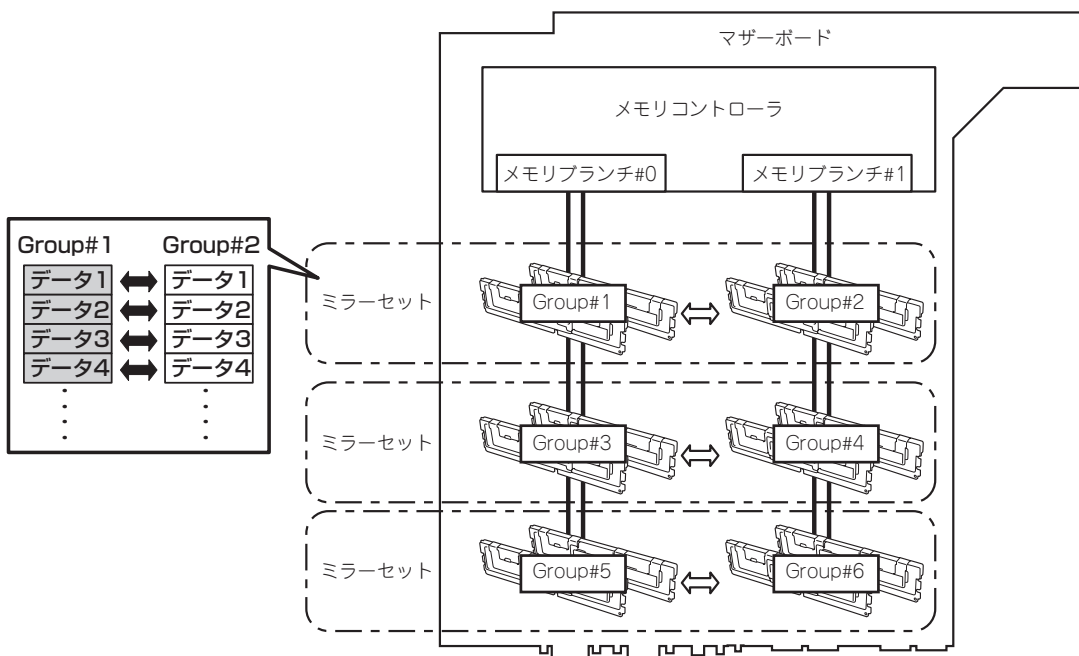 マザーボード
メモリコントローラ
メモリブランチ#0
メモリブランチ#1
Group#1
Group#2
データ1
データ1
データ2
データ2
データ3
データ3
データ4
データ4
ミラーセット
Group#1
Group#2
ミラーセット
Group#3
Group#4
ミラーセット
Group#5
Group#6